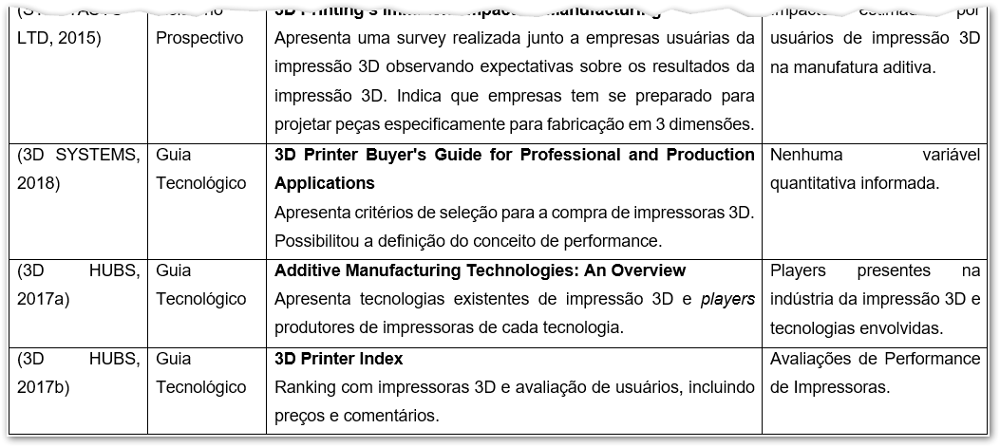 LTD, 2015)
Prospectivo
3D Printing's Impact Manufacturing
Apresenta uma survey realizada junto a empresas usuárias da
impressão 3D observando expectativas sobre os resultados da
impressão 3D. Indica que empresas tem se preparado para
projetar peças especificamente para fabricação em 3 dimensões.
por
usuários de impressão 3D
na manufatura aditiva.
(3D SYSTEMS,
2018)
Guia
Tecnológico
3D Printer Buyer's Guide for Professional and Production
Applications
Apresenta critérios de seleção para a compra de impressoras 3D.
Possibilitou a definição do conceito de performance.
Nenhuma variável
quantitativa informada.
(3D HUBS,
2017a)
Guia
Tecnológico
Additive Manufacturing Technologies: An Overview
Apresenta tecnologias existentes de impressão 3D e players
produtores de impressoras de cada tecnologia.
Players presentes na
indústria da impressão 3D e
tecnologias envolvidas.
(3D HUBS,
2017b)
Guia
Tecnológico
3D Printer Index
Ranking com impressoras 3D e avaliação de usuários, incluindo
preços e comentários.
Avaliações de Performance
de Impressoras.